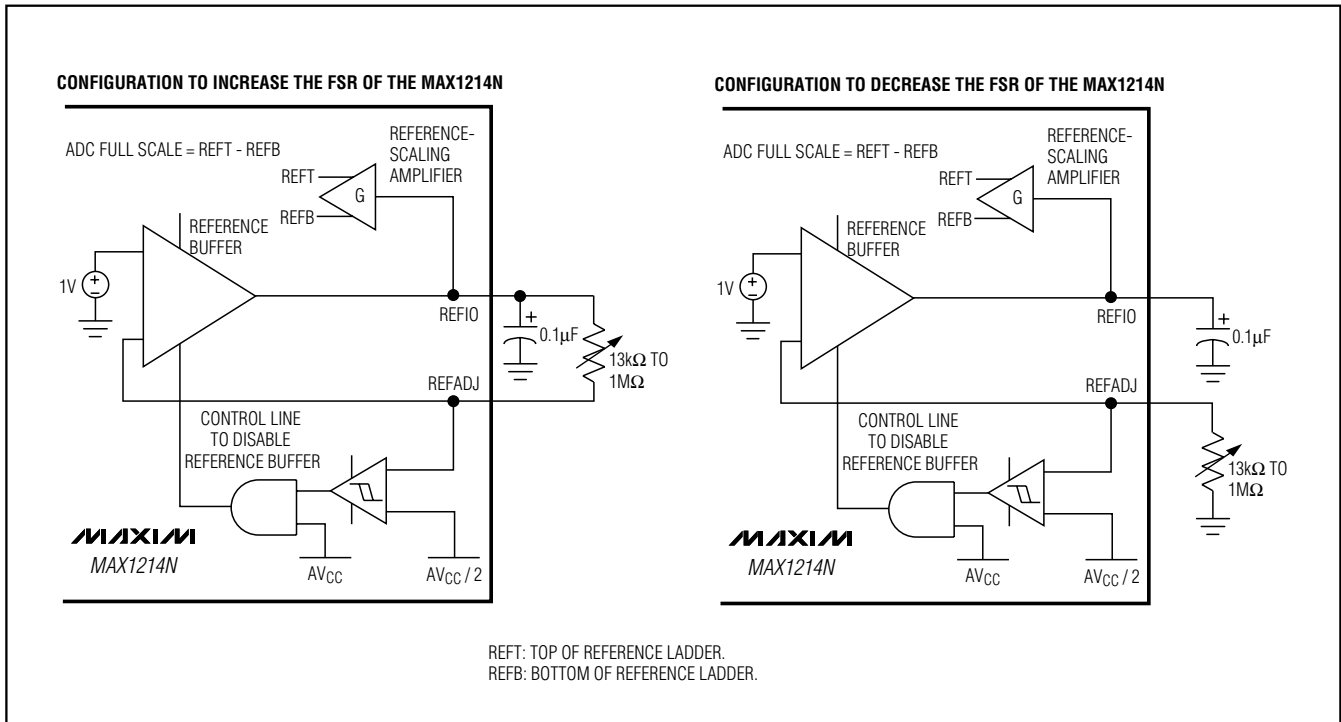 CONFIGURATION TO INCREASE THE FSR OF THE MAX1214N
ADC FULL SCALE = REFT - REFB
REFERENCE-
SCALING
AMPLIFIER
REFT
G
REFB
REFERENCE
BUFFER
1V
REFIO
+
0.1µF
13kΩ TO
1MΩ
REFADJ
CONTROL LINE
TO DISABLE
REFERENCE BUFFER
MAXIM
MAX1214N
AVCC
AVCC / 2
CONFIGURATION TO DECREASE THE FSR OF THE MAX1214N
ADC FULL SCALE = REFT - REFB
REFERENCE-
SCALING
AMPLIFIER
REFT
G
REFB
REFERENCE
BUFFER
1V
REFIO
+
0.1µF
REFADJ
13kΩ TO
1MΩ
CONTROL LINE
TO DISABLE
REFERENCE BUFFER
MAXIM
MAX1214N
AVCC
AVCC / 2
REFT: TOP OF REFERENCE LADDER.
REFB: BOTTOM OF REFERENCE LADDER.